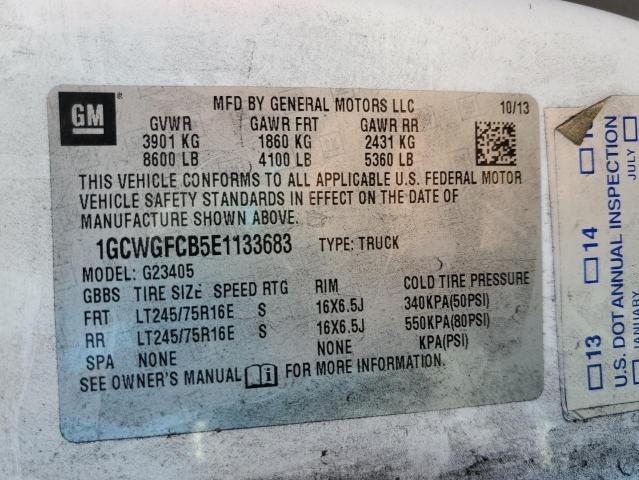 GM
MFD BY GENERAL MOTORS LLC 10/13
GVWR GAWR FRT GAWR RR
3901 KG 1860 KG 2431 KG
8600 LB 4100 LB 5360 LB
THIS VEHICLE CONFORMS TO ALL APPLICABLE U.S. FEDERAL MOTOR
VEHICLE SAFETY STANDARDS IN EFFECT ON THE DATE OF
MANUFACTURE SHOWN ABOVE.
1GCWGFCB5E1133683 TYPE: TRUCK
MODEL: G23405
GBBS TIRE SIZE SPEED RTG RIM COLD TIRE PRESSURE
FRT LT245/75R16E S 16X6.5J 340KPA(50PSI)
RR LT245/75R16E S 16X6.5J 550KPA(80PSI)
SPA NONE NONE KPA(PSI)
SEE OWNER'S MANUAL FOR MORE INFORMATION.
U.S. DOT ANNUAL INSPECTION
13 14
JANUARY JULY